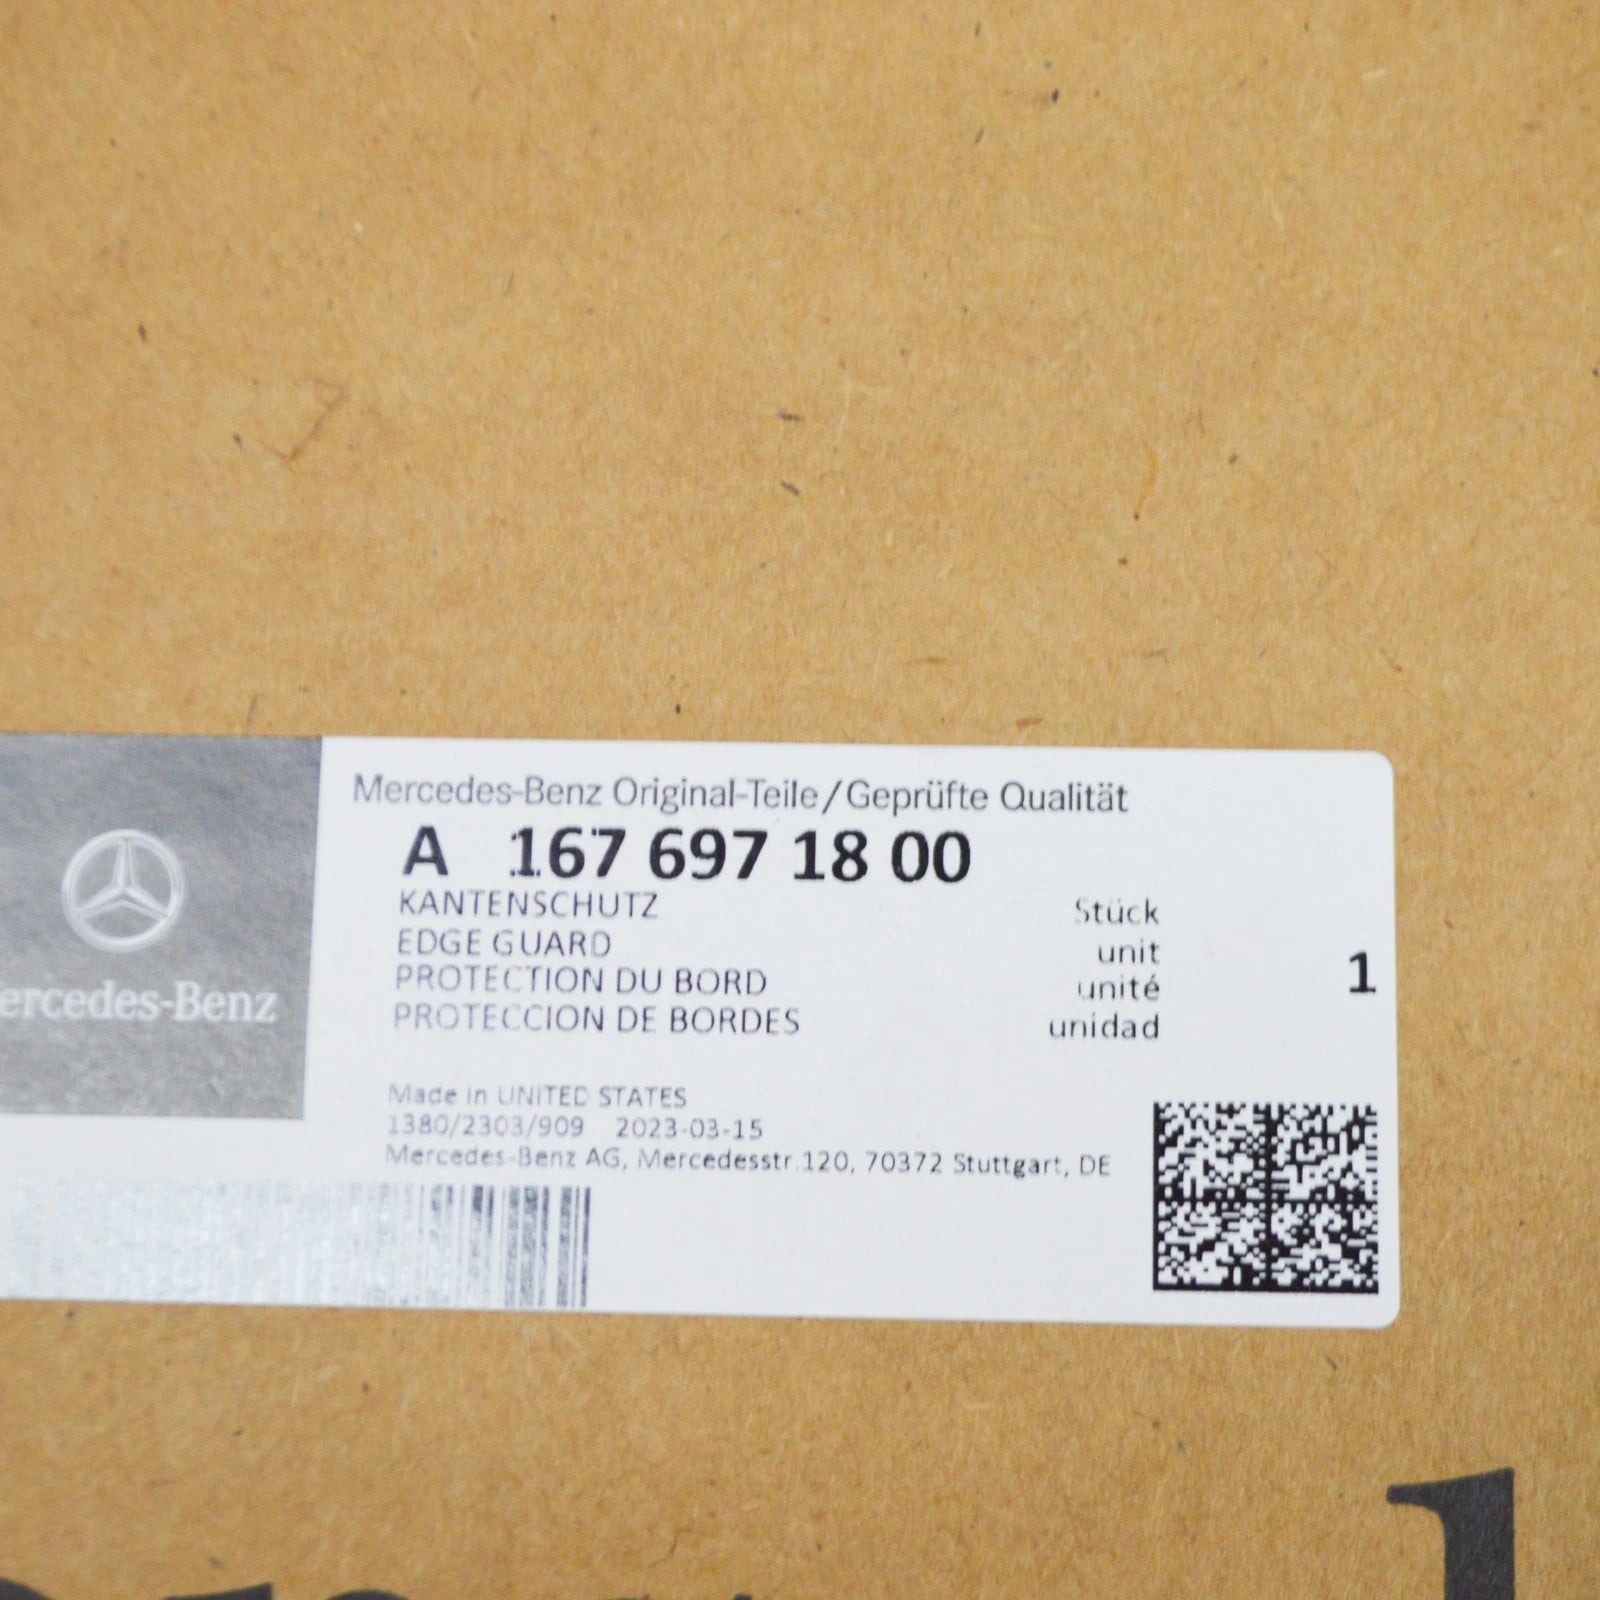 Mercedes-Benz Original-Teile/Geprüfte Qualität
A 167 697 18 00
KANTENSCHUTZ Stück
EDGE GUARD unit
PROTECTION DU BORD unité
PROTECCION DE BORDES unidad
1
ercedes-Benz
Made in UNITED STATES
1380/2303/909 2023-03-15
Mercedes-Benz AG, Mercedesstr.120, 70372 Stuttgart, DE